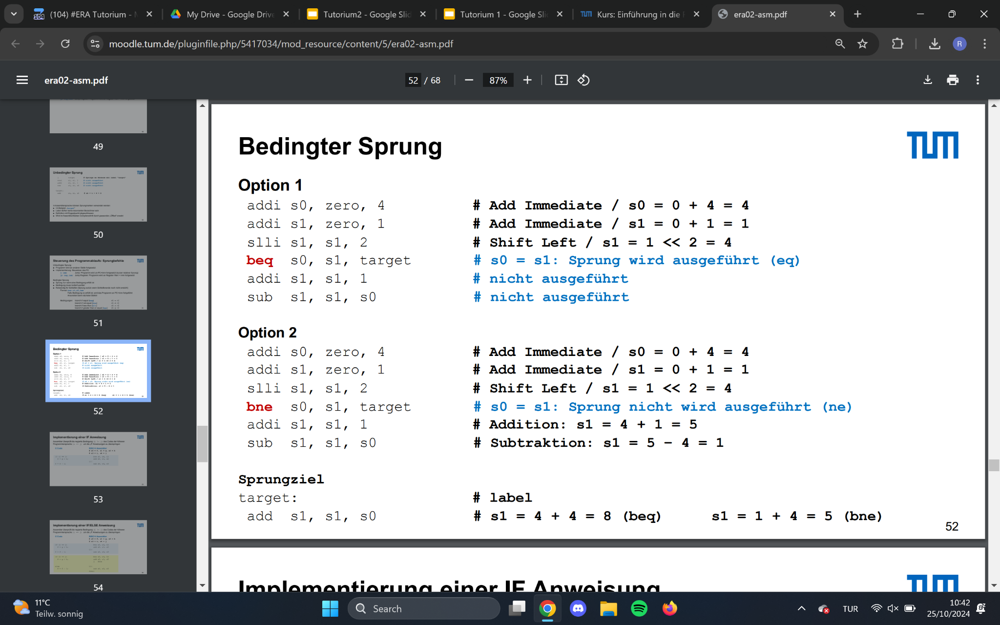 (104) #ERA Tutorium -
My Drive - Google Drive
Tutorium2 - Google Slid
Tutorium 1 - Google Slid
TUM Kurs: Einführung in die
era02-asm.pdf
moodle.tum.de/pluginfile.php/5417034/mod_resource/content/5/era02-asm.pdf
R
era02-asm.pdf
52 / 68
87%
49
Unbedingter Sprung
50
Steuerung des Programmablaufs: Sprungbefehle
51
Bedingter Sprung
52
Implementierung einer IF Anweisung
53
Implementierung einer IF/ELSE Anweisung
54
Bedingter Sprung
TUM
Option 1
addi s0, zero, 4 # Add Immediate / s0 = 0 + 4 = 4
addi s1, zero, 1 # Add Immediate / s1 = 0 + 1 = 1
slli s1, s1, 2 # Shift Left / s1 = 1 << 2 = 4
beq s0, s1, target # s0 = s1: Sprung wird ausgeführt (eq)
addi s1, s1, 1 # nicht ausgeführt
sub s1, s1, s0 # nicht ausgeführt
Option 2
addi s0, zero, 4 # Add Immediate / s0 = 0 + 4 = 4
addi s1, zero, 1 # Add Immediate / s1 = 0 + 1 = 1
slli s1, s1, 2 # Shift Left / s1 = 1 << 2 = 4
bne s0, s1, target # s0 = s1: Sprung nicht wird ausgeführt (ne)
addi s1, s1, 1 # Addition: s1 = 4 + 1 = 5
sub s1, s1, s0 # Subtraktion: s1 = 5 - 4 = 1
Sprungziel
target: # label
add s1, s1, s0 # s1 = 4 + 4 = 8 (beq) s1 = 1 + 4 = 5 (bne)
52
Implementierung einer IF Anweisung
TUM
11°C
Teilw. sonnig
Search
TUR
10:42
25/10/2024